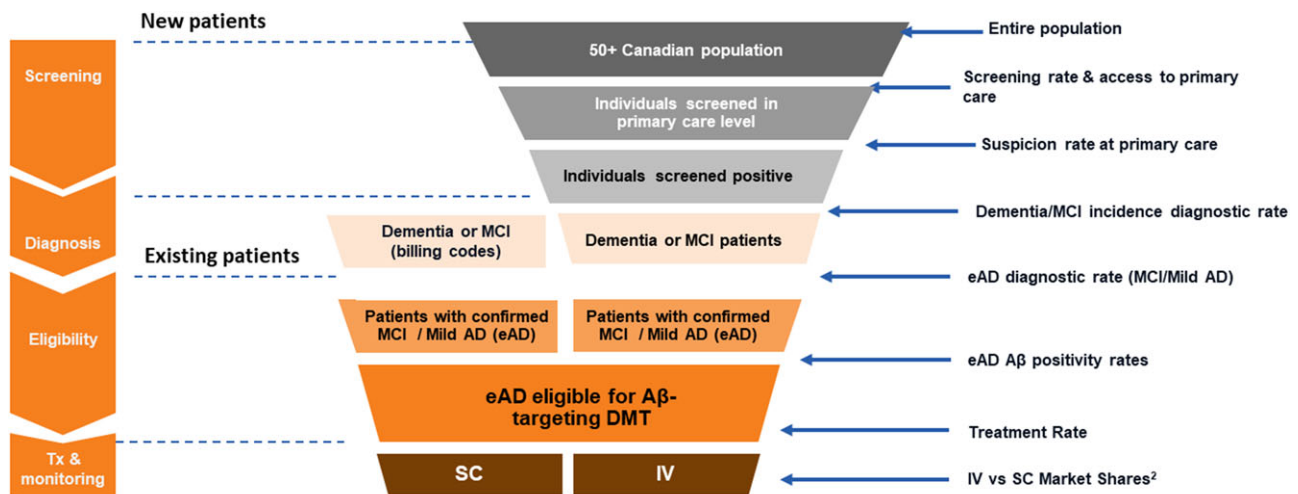 New patients
Screening
Diagnosis
Existing patients
Eligibility
Tx &
monitoring
50+ Canadian population
Individuals screened in
primary care level
Individuals screened positive
Dementia or MCI
(billing codes)
Dementia or MCI patients
Patients with confirmed
MCI / Mild AD (eAD)
Patients with confirmed
MCI / Mild AD (eAD)
eAD eligible for Aβ-
targeting DMT
SC
IV
Entire population
Screening rate & access to primary
care
Suspicion rate at primary care
Dementia/MCI incidence diagnostic rate
eAD diagnostic rate (MCI/Mild AD)
eAD Aβ positivity rates
Treatment Rate
IV vs SC Market Shares²